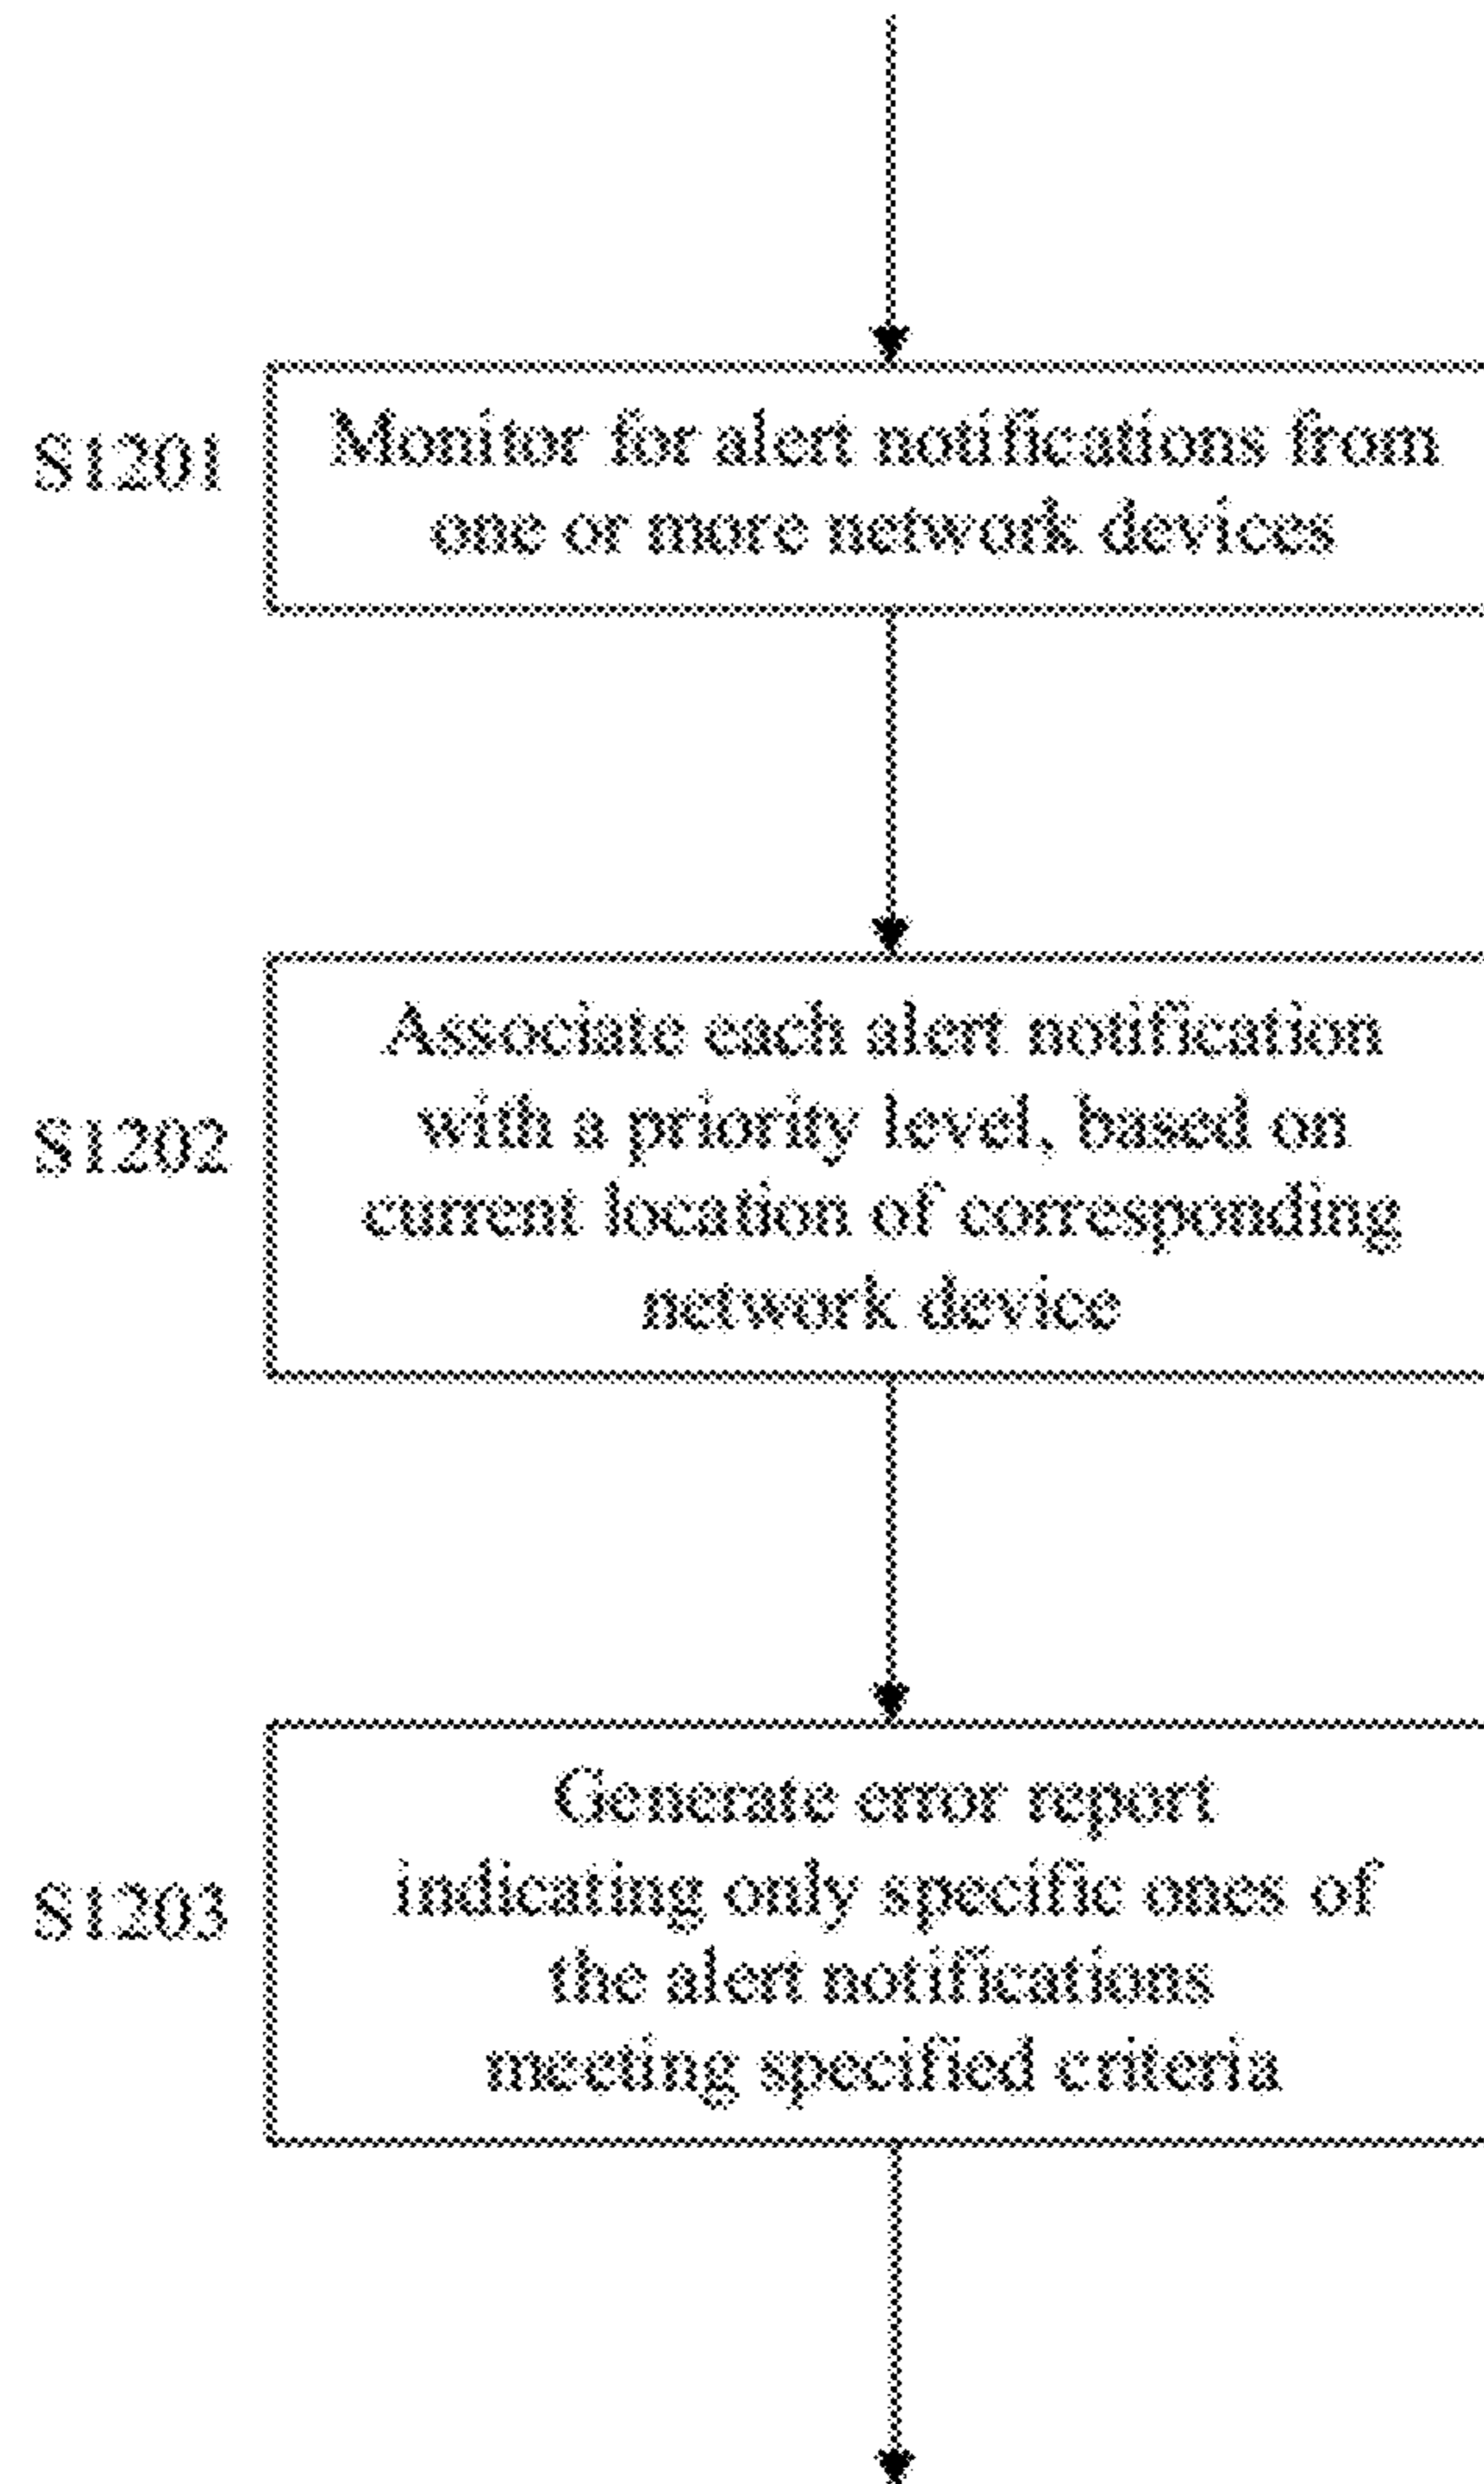 S1201
Monitor for alert notifications from
one or more network devices
S1202
Associate each alert notification
with a priority level, based on
current location of corresponding
network device
S1203
Generate error report
indicating only specific ones of
the alert notifications
meeting specified criteria